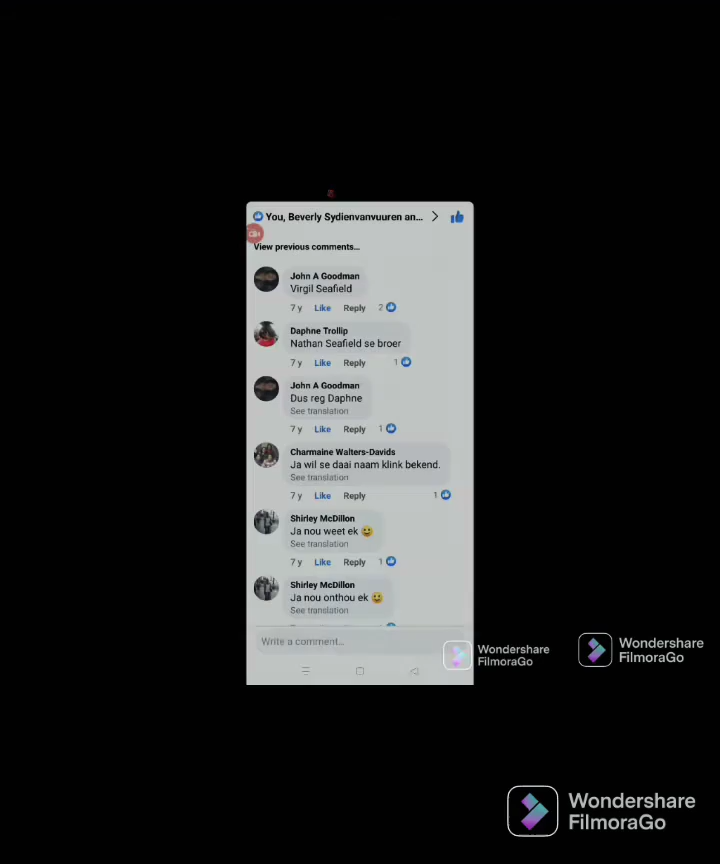 You, Beverly Sydienvanvuuren an...
View previous comments...
John A Goodman
Virgil Seafield
7 y Like Reply 2
Daphne Trollip
Nathan Seafield se broer
7 y Like Reply 1
John A Goodman
Dus reg Daphne
See translation
7 y Like Reply 1
Charmaine Walters-Davids
Ja wil se daai naam klink bekend.
See translation
7 y Like Reply 1
Shirley McDillon
Ja nou weet ek 😀
See translation
7 y Like Reply 1
Shirley McDillon
Ja nou onthou ek 😀
See translation
Write a comment...
Wondershare
FilmoraGo
Wondershare
FilmoraGo
Wondershare
FilmoraGo